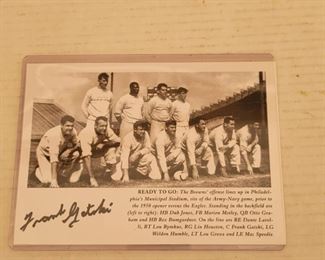 Frank Gatski
READY TO GO: The Browns' offense lines up in Philadel-
phia's Municipal Stadium, site of the Army-Navy game, prior
to the 1950 opener versus the Eagles. Standing in the backfield are
(left to right): HB Dub Jones, FB Marion Motley, QB Otto Gra-
ham and HB Rex Bumgardner. On the line are RE Dante Lavel-
li, RT Lou Rymkus, RG Lin Houston, C Frank Gatski, LG
Weldon Humble, LT Lou Groza and LE Mac Speedie.